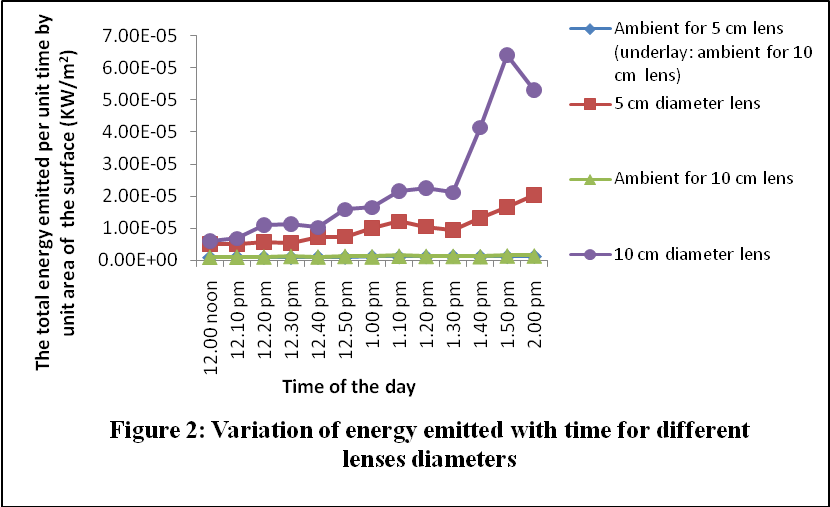 7.00E-05
6.00E-05
5.00E-05
4.00E-05
3.00E-05
2.00E-05
1.00E-05
0.00E+00
The total energy emitted per unit time by
unit area of the surface (KW/m²)
12.00 noon
12.10 pm
12.20 pm
12.30 pm
12.40 pm
12.50 pm
1.00 pm
1.10 pm
1.20 pm
1.30 pm
1.40 pm
1.50 pm
2.00 pm
Time of the day
Ambient for 5 cm lens
(underlay: ambient for 10
cm lens)
5 cm diameter lens
Ambient for 10 cm lens
10 cm diameter lens
Figure 2: Variation of energy emitted with time for different
lenses diameters